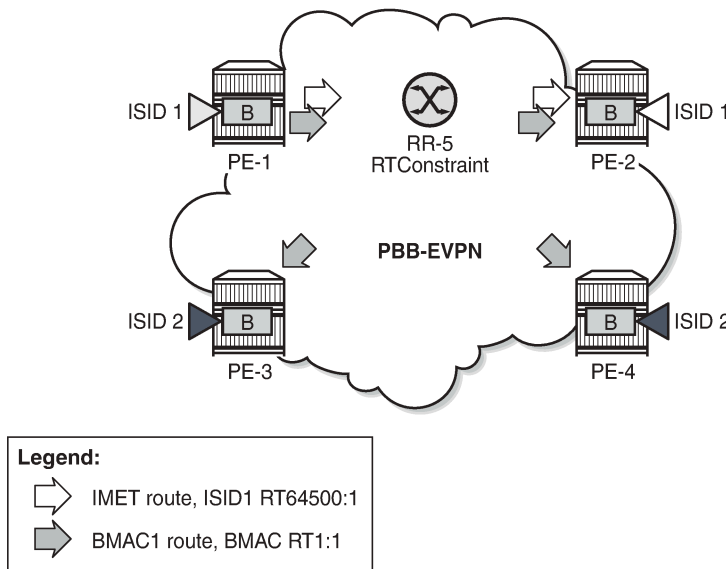 ISID 1
B
PE-1
RR-5
RTConstraint
B
PE-2
ISID 1
PBB-EVPN
ISID 2
B
PE-3
B
PE-4
ISID 2
Legend:
IMET route, ISID1 RT64500:1
BMAC1 route, BMAC RT1:1